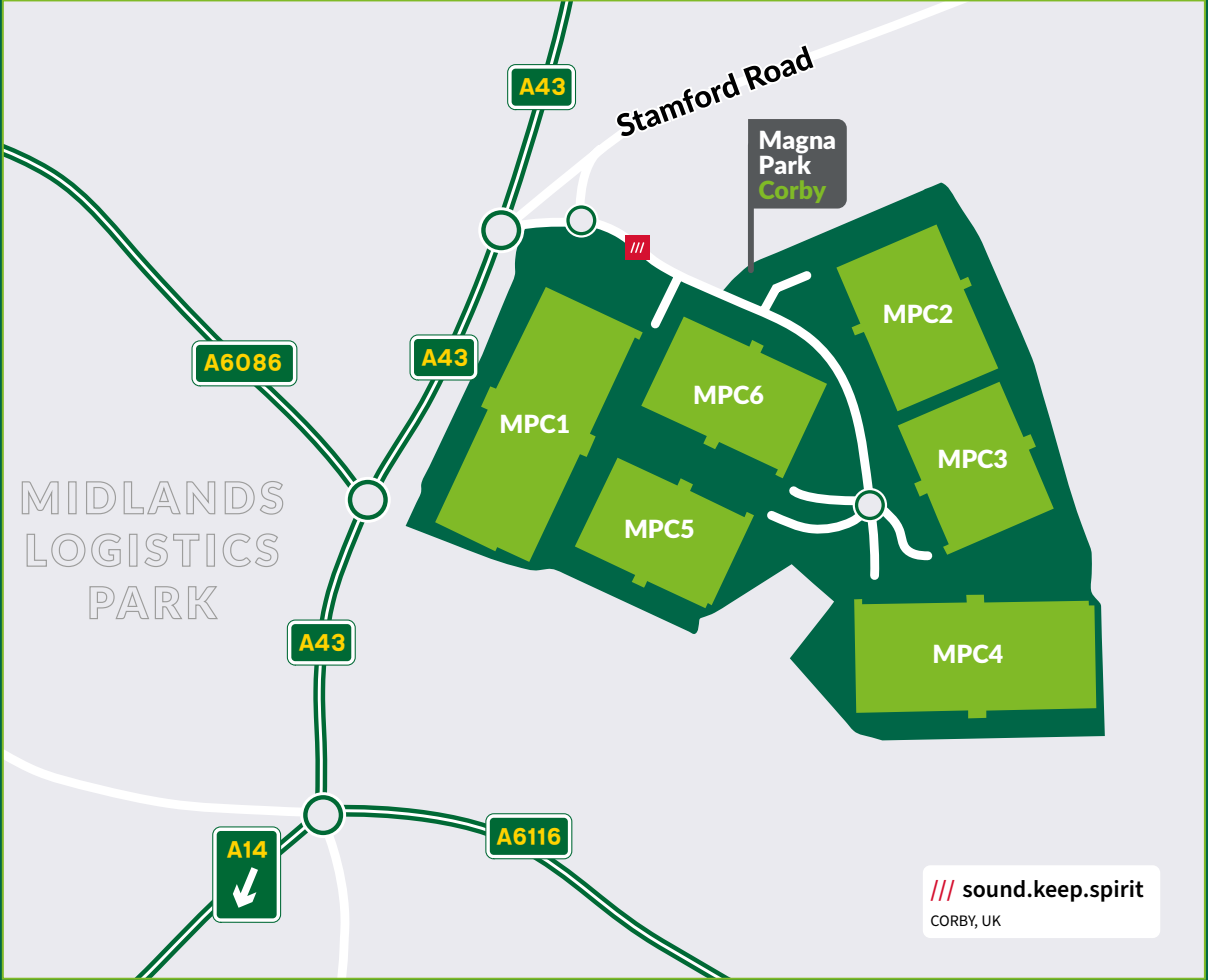 A43
Stamford Road
Magna
Park
Corby
A6086
A43
MPC2
MPC6
MPC1
MPC3
MIDLANDS
LOGISTICS
PARK
MPC5
A43
MPC4
A6116
A14
/// sound.keep.spirit
CORBY, UK